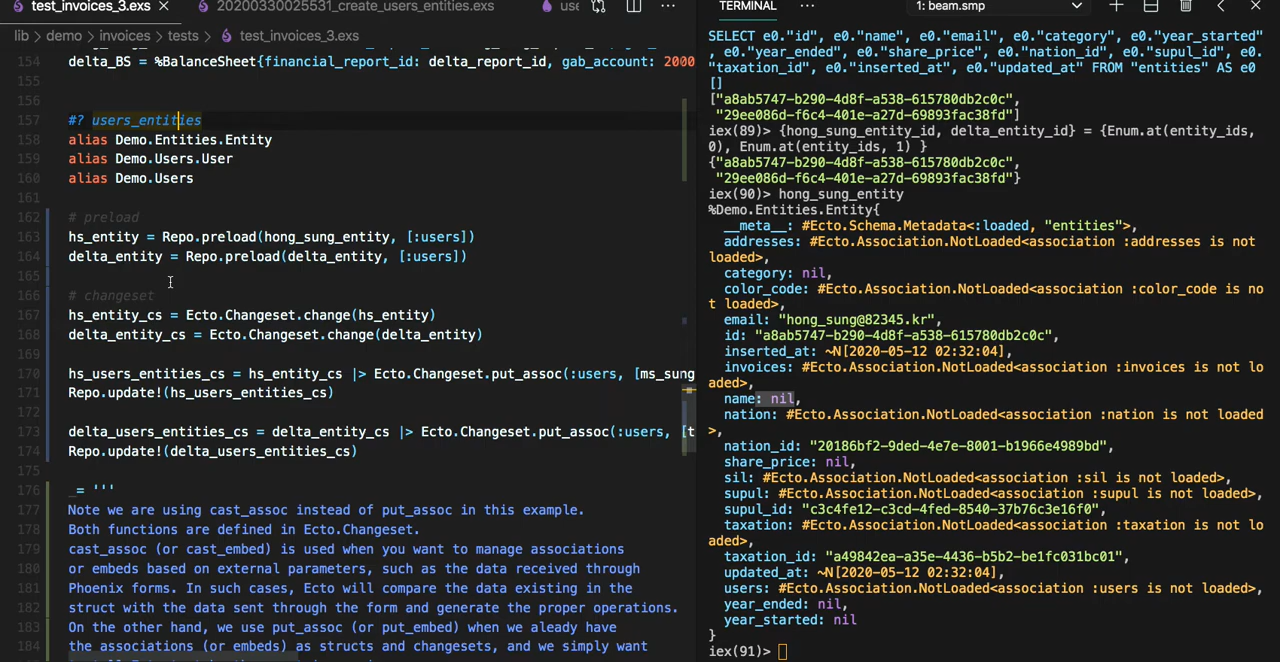 test_invoices_3.exs
20200330025531_create_users_entities.exs
use
lib > demo > invoices > tests > test_invoices_3.exs
154 delta_BS = %BalanceSheet{financial_report_id: delta_report_id, gab_account: 2000
155
156
157 #? users_entities
158 alias Demo.Entities.Entity
159 alias Demo.Users.User
160 alias Demo.Users
161
162 # preload
163 hs_entity = Repo.preload(hong_sung_entity, [:users])
164 delta_entity = Repo.preload(delta_entity, [:users])
165
166 # changeset
167 hs_entity_cs = Ecto.Changeset.change(hs_entity)
168 delta_entity_cs = Ecto.Changeset.change(delta_entity)
169
170 hs_users_entities_cs = hs_entity_cs |> Ecto.Changeset.put_assoc(:users, [ms_sung
171 Repo.update!(hs_users_entities_cs)
172
173 delta_users_entities_cs = delta_entity_cs |> Ecto.Changeset.put_assoc(:users, [t
174 Repo.update!(delta_users_entities_cs)
175
176 _= '''
177 Note we are using cast_assoc instead of put_assoc in this example.
178 Both functions are defined in Ecto.Changeset.
179 cast_assoc (or cast_embed) is used when you want to manage associations
180 or embeds based on external parameters, such as the data received through
181 Phoenix forms. In such cases, Ecto will compare the data existing in the
182 struct with the data sent through the form and generate the proper operations.
183 On the other hand, we use put_assoc (or put_embed) when we aleady have
184 the associations (or embeds) as structs and changesets, and we simply want
TERMINAL
1: beam.smp
SELECT e0."id", e0."name", e0."email", e0."category", e0."year_started"
, e0."year_ended", e0."share_price", e0."nation_id", e0."supul_id", e0.
"taxation_id", e0."inserted_at", e0."updated_at" FROM "entities" AS e0
[]
["a8ab5747-b290-4d8f-a538-615780db2c0c",
"29ee086d-f6c4-401e-a27d-69893fac38fd"]
iex(89)> {hong_sung_entity_id, delta_entity_id} = {Enum.at(entity_ids,
0), Enum.at(entity_ids, 1) }
{"a8ab5747-b290-4d8f-a538-615780db2c0c",
"29ee086d-f6c4-401e-a27d-69893fac38fd"}
iex(90)> hong_sung_entity
%Demo.Entities.Entity{
__meta__: #Ecto.Schema.Metadata<:loaded, "entities">,
addresses: #Ecto.Association.NotLoaded<association :addresses is not
loaded>,
category: nil,
color_code: #Ecto.Association.NotLoaded<association :color_code is no
t loaded>,
email: "hong_sung@82345.kr",
id: "a8ab5747-b290-4d8f-a538-615780db2c0c",
inserted_at: ~N[2020-05-12 02:32:04],
invoices: #Ecto.Association.NotLoaded<association :invoices is not lo
aded>,
name: nil,
nation: #Ecto.Association.NotLoaded<association :nation is not loaded
>,
nation_id: "20186bf2-9ded-4e7e-8001-b1966e4989bd",
share_price: nil,
sil: #Ecto.Association.NotLoaded<association :sil is not loaded>,
supul: #Ecto.Association.NotLoaded<association :supul is not loaded>,
supul_id: "c3c4fe12-c3cd-4fed-8540-37b76c3e16f0",
taxation: #Ecto.Association.NotLoaded<association :taxation is not lo
aded>,
taxation_id: "a49842ea-a35e-4436-b5b2-be1fc031bc01",
updated_at: ~N[2020-05-12 02:32:04],
users: #Ecto.Association.NotLoaded<association :users is not loaded>,
year_ended: nil,
year_started: nil
}
iex(91)>